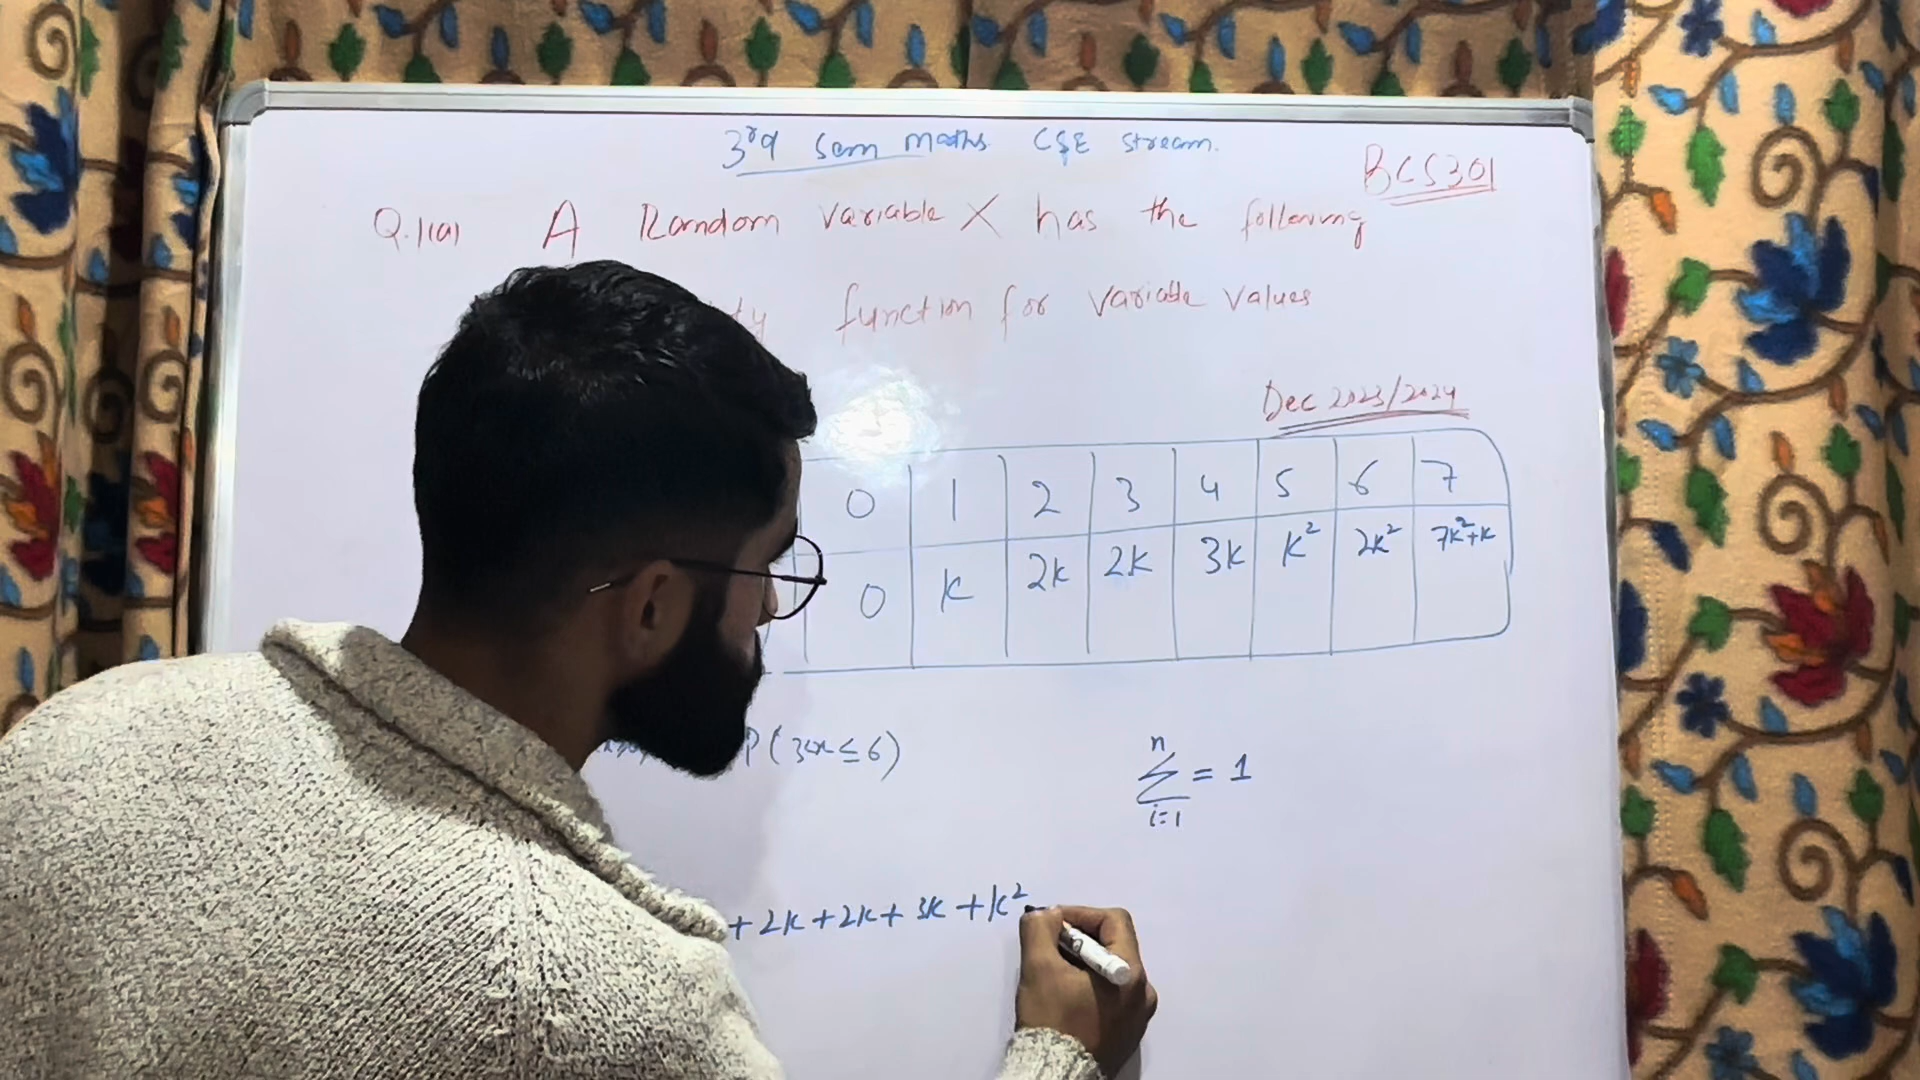 3rd Sem Maths CSE stream.
BCS301
Q.1(a) A Random variable X has the following
function for variable values
Dec 2023/2024
0 1 2 3 4 5 6 7
0 k 2k 2k 3k k² 2k² 7k²+k
P(3<x≤6)
n
∑ = 1
i=1
+2k+2k+3k+k²